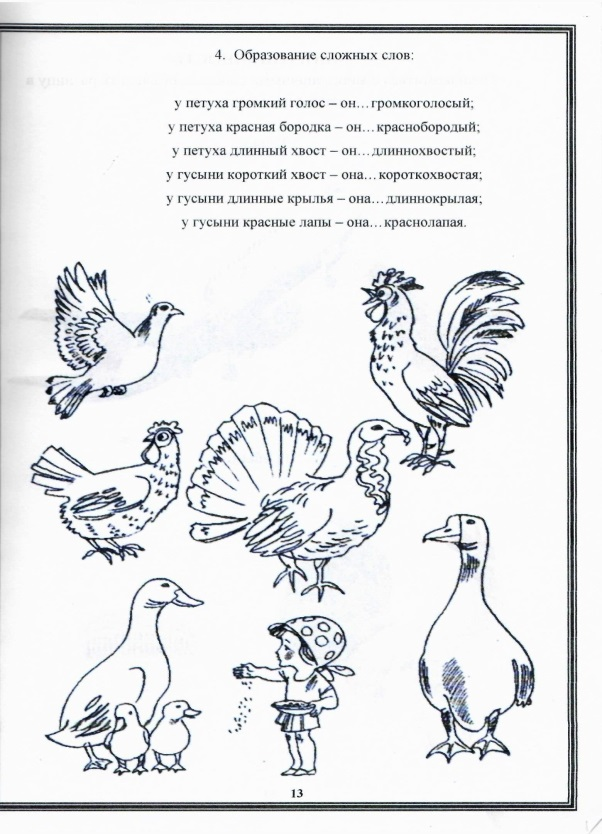 4. Образование сложных слов:
у петуха громкий голос – он…громкоголосый;
у петуха красная бородка – он…краснобородый;
у петуха длинный хвост – он…длиннохвостый;
у гусыни короткий хвост – она…короткохвостая;
у гусыни длинные крылья – она…длиннокрылая;
у гусыни красные лапы – она…краснолапая.
13